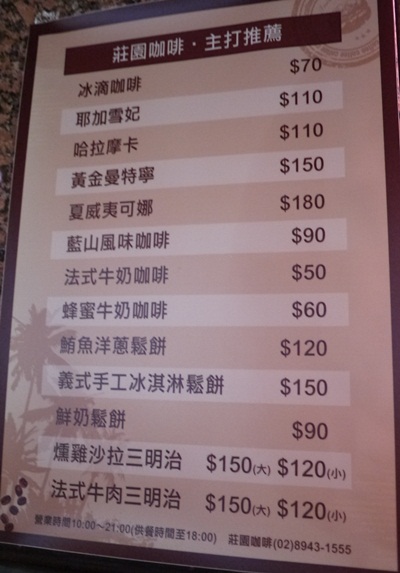 莊園咖啡・主打推薦
冰滴咖啡 $70
耶加雪妃 $110
哈拉摩卡 $110
黃金曼特寧 $150
夏威夷可娜 $180
藍山風味咖啡 $90
法式牛奶咖啡 $50
蜂蜜牛奶咖啡 $60
鮪魚洋蔥鬆餅 $120
義式手工冰淇淋鬆餅 $150
鮮奶鬆餅 $90
燻雞沙拉三明治 $150(大) $120(小)
法式牛肉三明治 $150(大) $120(小)
營業時間10:00～21:00(供餐時間至18:00) 莊園咖啡(02)8943-1555